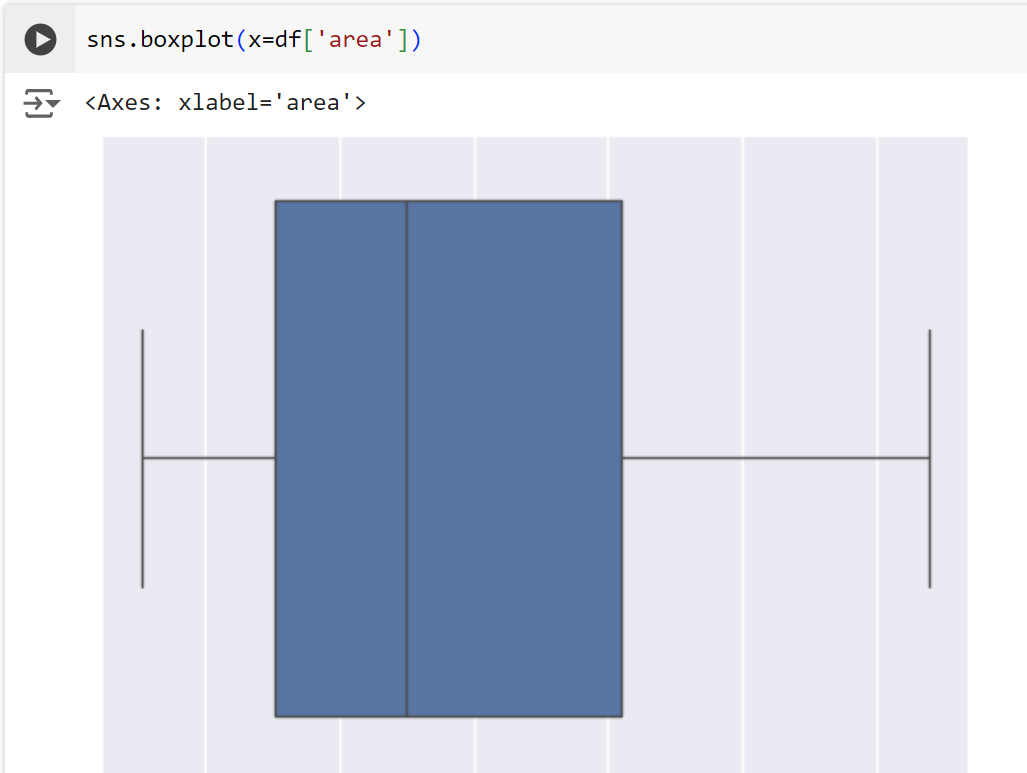 sns.boxplot(x=df['area'])
<Axes: xlabel='area'>